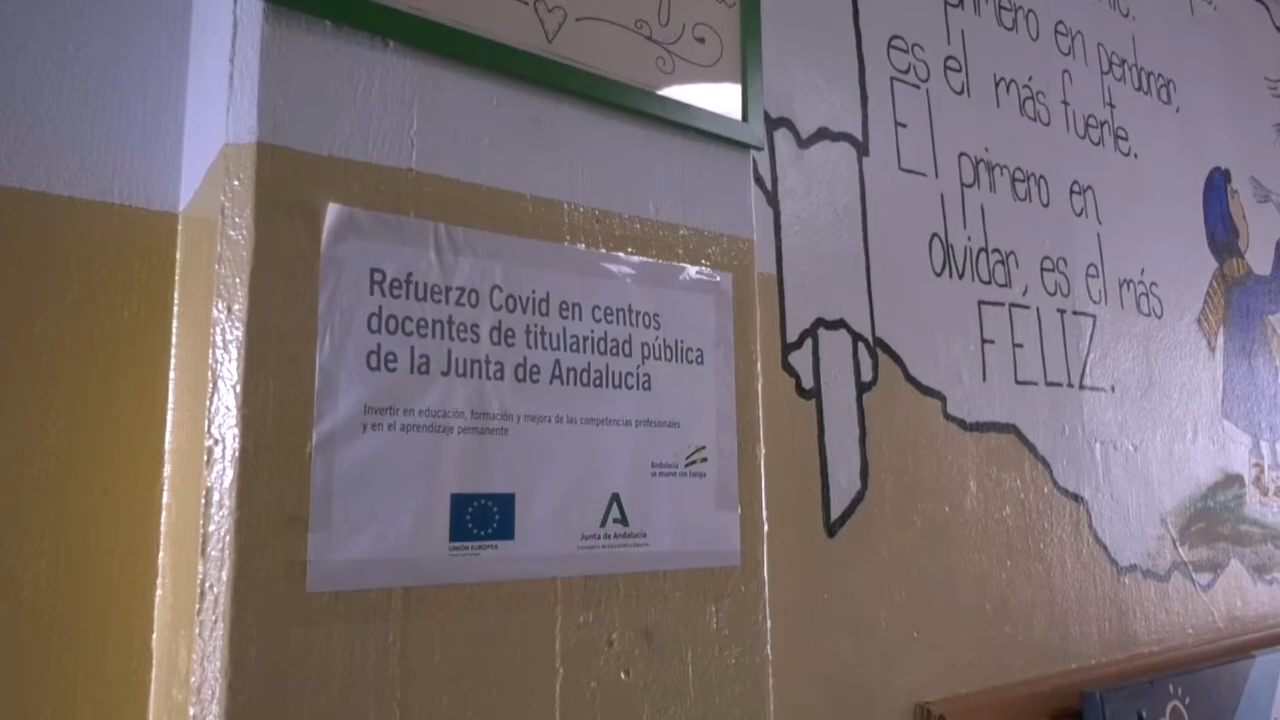 Refuerzo Covid en centros
docentes de titularidad pública
de la Junta de Andalucía
Invertir en educación, formación y mejora de las competencias profesionales
y en el aprendizaje permanente
Andalucía
se mueve con Europa
UNIÓN EUROPEA
Junta de Andalucía
primero en perdonar,
es el más fuerte.
El primero en
olvidar, es el más
FELIZ.